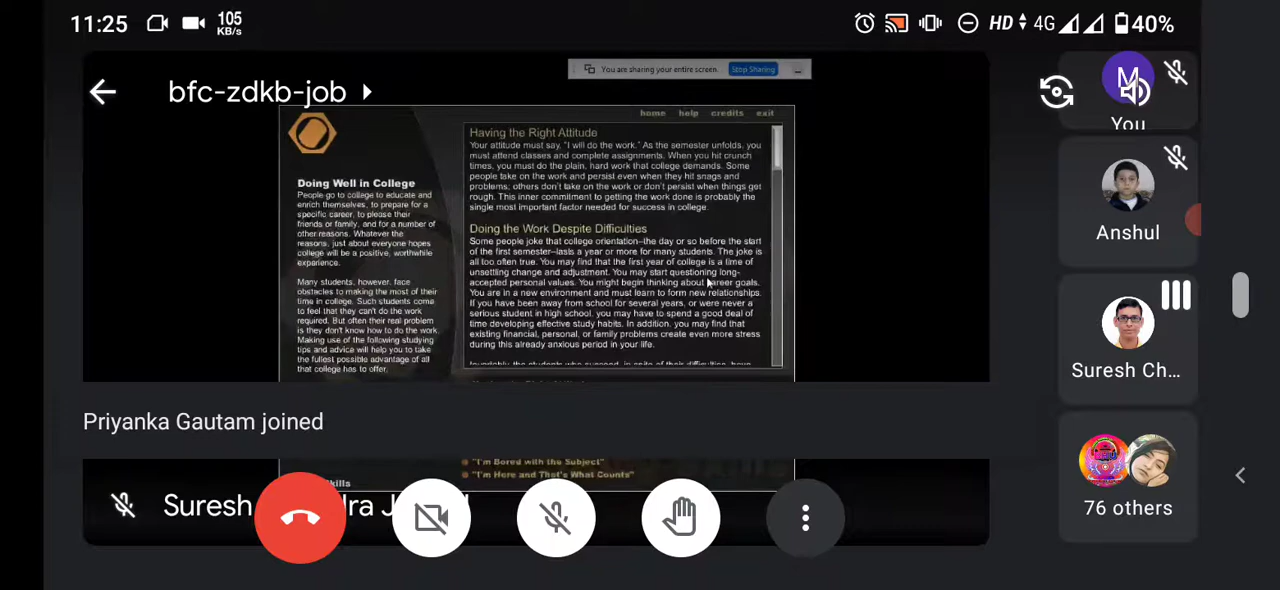 11:25
105
KB/s
HD
4G
40%
You are sharing your entire screen.
Stop Sharing
bfc-zdkb-job
home help credits exit
M
You
Anshul
Suresh Ch...
76 others
Doing Well in College
People go to college to educate and
enrich themselves, to prepare for a
specific career, to please their
friends or family, and for a number of
other reasons. Whatever the
reasons, just about everyone hopes
college will be a positive, worthwhile
experience.
Many students, however, face
obstacles to making the most of their
time in college. Such students come
to feel that they can't do the work
required. But often their real problem
is they don't know how to do the work.
Making use of the following studying
tips and advice will help you to take
the fullest possible advantage of all
that college has to offer.
Having the Right Attitude
Your attitude must say, "I will do the work." As the semester unfolds, you
must attend classes and complete assignments. When you hit crunch
times, you must do the plain, hard work that college demands. Some
people take on the work and persist even when they hit snags and
problems; others don't take on the work or don't persist when things get
rough. This inner commitment to getting the work done is probably the
single most important factor needed for success in college.
Doing the Work Despite Difficulties
Some people joke that college orientation–the day or so before the start
of the first semester–lasts a year or more for many students. The joke is
all too often true. You may find that the first year of college is a time of
unsettling change and adjustment. You may start questioning long-
accepted personal values. You might begin thinking about career goals.
You are in a new environment and must learn to form new relationships.
If you have been away from school for several years, or were never a
serious student in high school, you may have to spend a good deal of
time developing effective study habits. In addition, you may find that
existing financial, personal, or family problems create even more stress
during this already anxious period in your life.
Priyanka Gautam joined
"I'm Bored with the Subject"
"I'm Here and That's What Counts"
Suresh